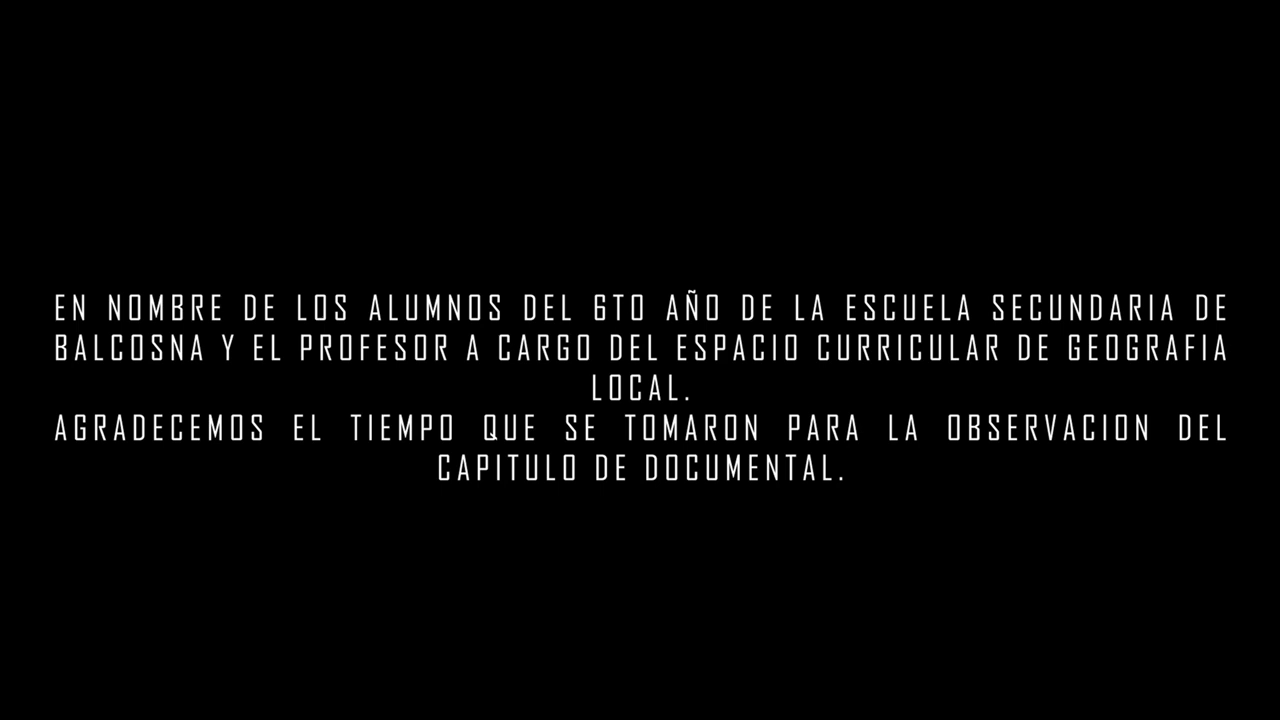 EN NOMBRE DE LOS ALUMNOS DEL 6TO AÑO DE LA ESCUELA SECUNDARIA DE
BALCOSNA Y EL PROFESOR A CARGO DEL ESPACIO CURRICULAR DE GEOGRAFIA
LOCAL.
AGRADECEMOS EL TIEMPO QUE SE TOMARON PARA LA OBSERVACION DEL
CAPITULO DE DOCUMENTAL.